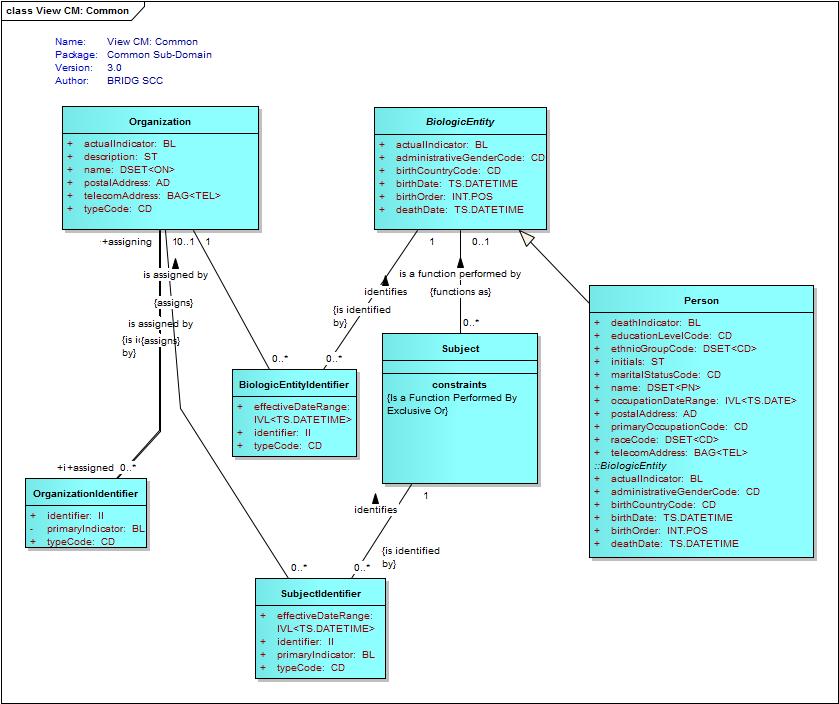 class View CM: Common
Name: View CM: Common
Package: Common Sub-Domain
Version: 3.0
Author: BRIDG SCC
Organization
+ actualIndicator: BL
+ description: ST
+ name: DSET<ON>
+ postalAddress: AD
+ telecomAddress: BAG<TEL>
+ typeCode: CD
BiologicEntity
+ actualIndicator: BL
+ administrativeGenderCode: CD
+ birthCountryCode: CD
+ birthDate: TS.DATETIME
+ birthOrder: INT.POS
+ deathDate: TS.DATETIME
+assigning 10..1 1
1 0..1
is assigned by
is a function performed by
identifies {functions as}
{assigns}
{is identified
by}
is assigned by
{assigns}
by}
0..*
0..* 0..*
Person
+ deathIndicator: BL
+ educationLevelCode: CD
+ ethnicGroupCode: DSET<CD>
+ initials: ST
+ maritalStatusCode: CD
+ name: DSET<PN>
+ occupationDateRange: IVL<TS.DATE>
+ postalAddress: AD
+ primaryOccupationCode: CD
+ raceCode: DSET<CD>
+ telecomAddress: BAG<TEL>
::BiologicEntity
+ actualIndicator: BL
+ administrativeGenderCode: CD
+ birthCountryCode: CD
+ birthDate: TS.DATETIME
+ birthOrder: INT.POS
+ deathDate: TS.DATETIME
Subject
constraints
{Is a Function Performed By
Exclusive Or}
BiologicEntityIdentifier
+ effectiveDateRange:
IVL<TS.DATETIME>
+ identifier: II
+ typeCode: CD
+i+assigned 0..*
OrganizationIdentifier
+ identifier: II
- primaryIndicator: BL
+ typeCode: CD
1
identifies
{is identified
by}
0..* 0..*
SubjectIdentifier
+ effectiveDateRange:
IVL<TS.DATETIME>
+ identifier: II
+ primaryIndicator: BL
+ typeCode: CD